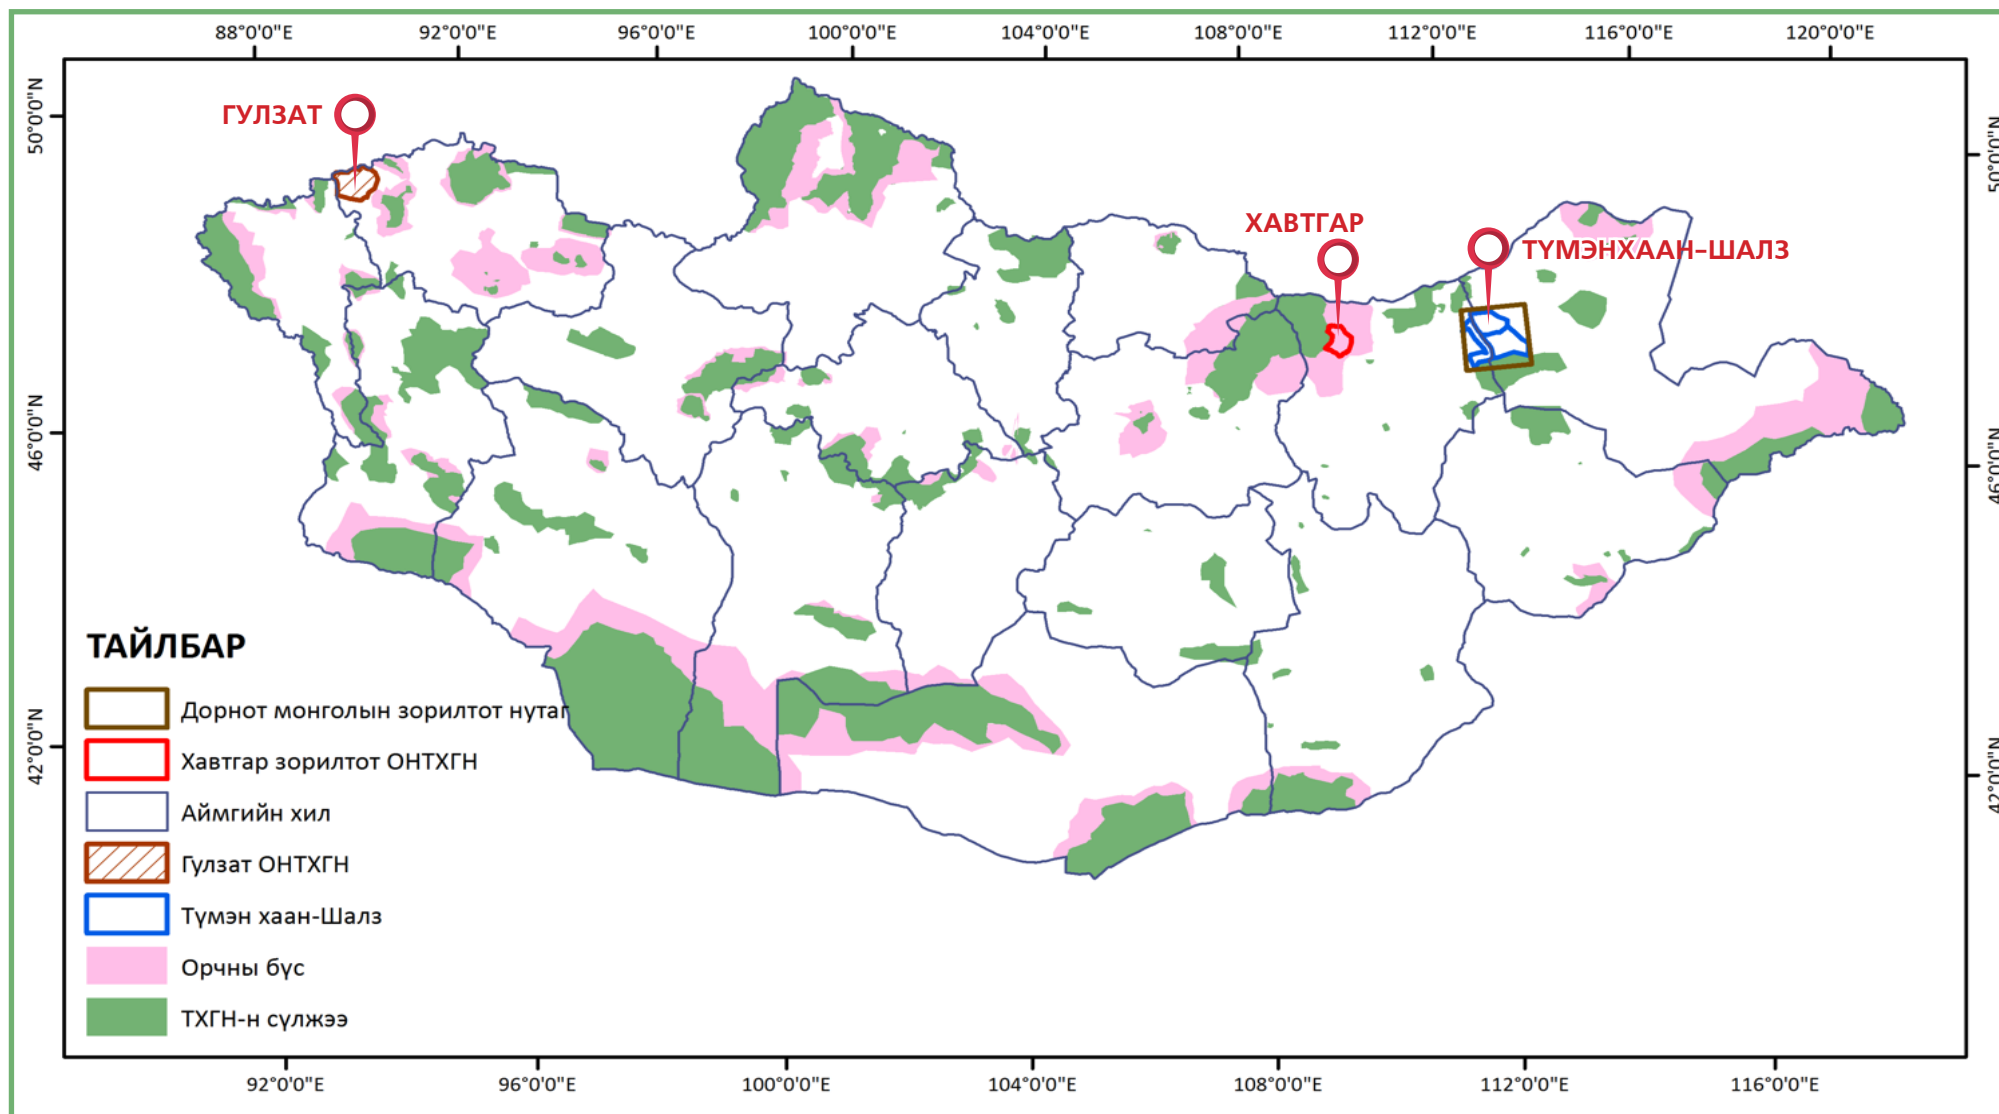 88°0'0"E 92°0'0"E 96°0'0"E 100°0'0"E 104°0'0"E 108°0'0"E 112°0'0"E 116°0'0"E 120°0'0"E
50°0'0"N
46°0'0"N
42°0'0"N
50°0'0"N
46°0'0"N
42°0'0"N
ГУЛЗАТ
ХАВТГАР
ТҮМЭНХААН-ШАЛЗ
ТАЙЛБАР
Дорнот монголын зорилтот нутаг
Хавтгар зорилтот ОНТХГН
Аймгийн хил
Гулзат ОНТХГН
Түмэн хаан-Шалз
Орчны бүс
ТХГН-н сүлжээ
92°0'0"E 96°0'0"E 100°0'0"E 104°0'0"E 108°0'0"E 112°0'0"E 116°0'0"E